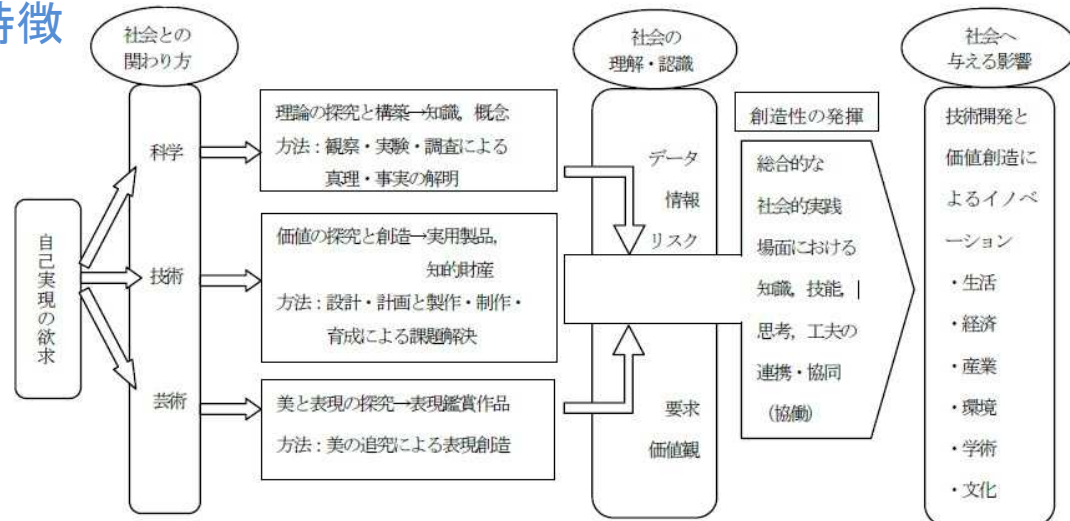 特徴
社会との
関わり方
社会の
理解・認識
社会へ
与える影響
自己実現の欲求
科学
技術
芸術
理論の探究と構築→知識，概念
方法：観察・実験・調査による
真理・事実の解明
価値の探究と創造→実用製品，
知的財産
方法：設計・計画と製作・制作・
育成による課題解決
美と表現の探究→表現鑑賞作品
方法：美の追究による表現創造
データ
情報
リスク
要求
価値観
創造性の発揮
総合的な
社会的実践
場面における
知識，技能，
思考，工夫の
連携・協同
（協働）
技術開発と
価値創造に
よるイノベ
ーション
・生活
・経済
・産業
・環境
・学術
・文化